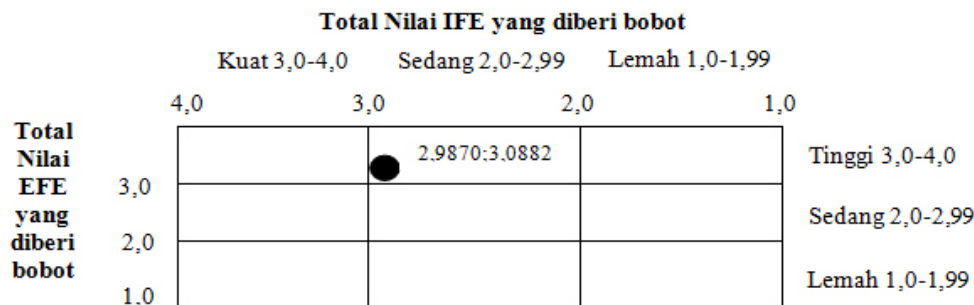 Total Nilai IFE yang diberi bobot
Kuat 3,0-4,0 Sedang 2,0-2,99 Lemah 1,0-1,99
4,0 3,0 2,0 1,0
Total
Nilai
EFE
yang
diberi
bobot
2.9870;3.0882
3,0
2,0
1,0
Tinggi 3,0-4,0
Sedang 2,0-2,99
Lemah 1,0-1,99